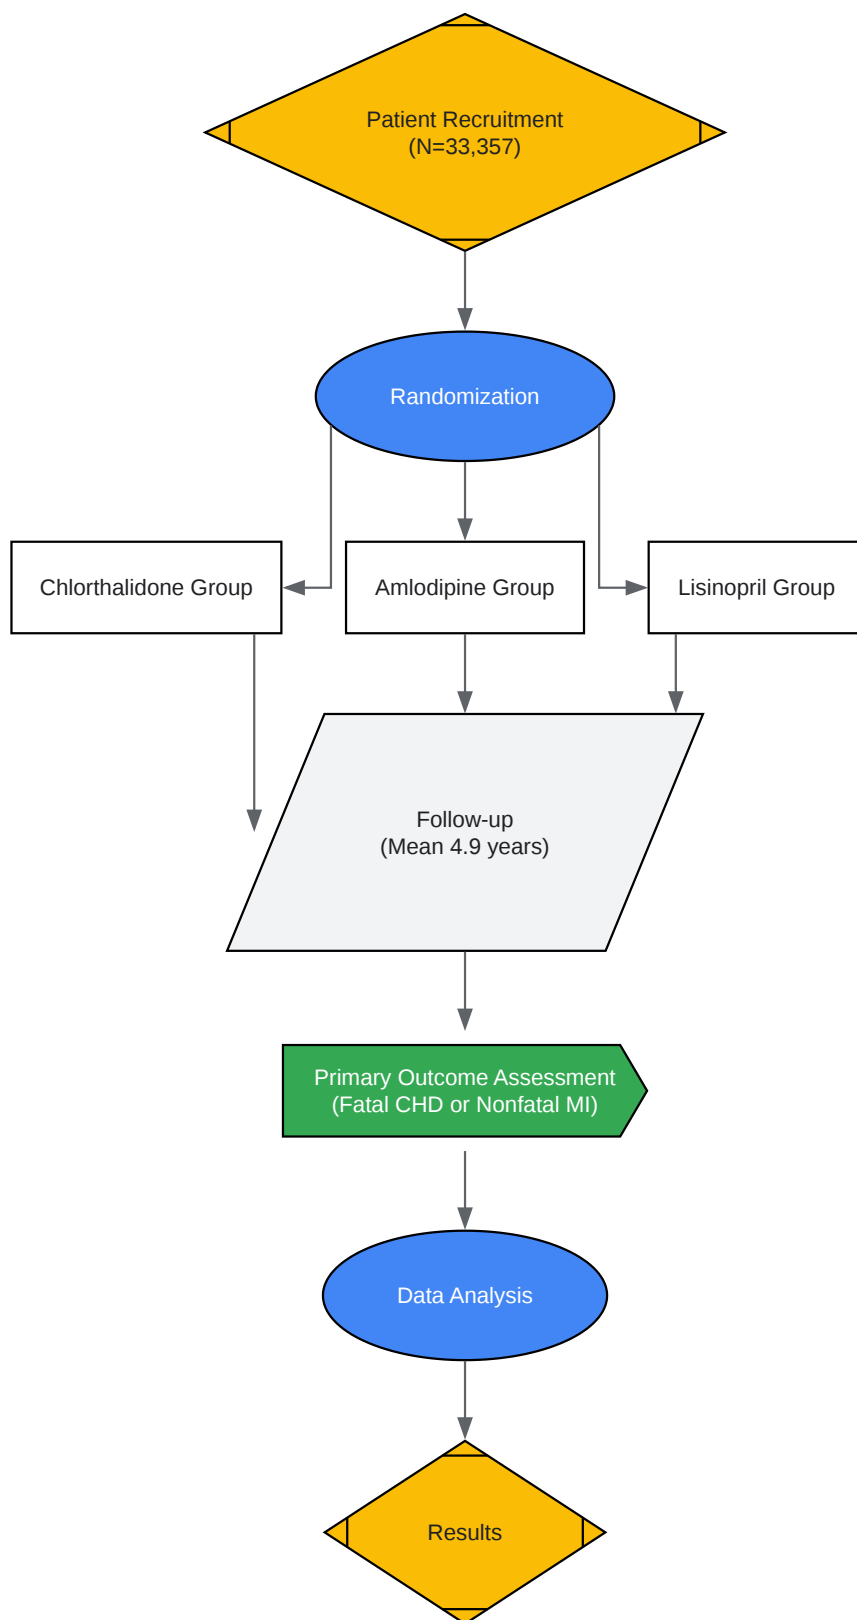 Patient Recruitment
(N=33,357)
Randomization
Chlorthalidone Group
Amlodipine Group
Lisinopril Group
Follow-up
(Mean 4.9 years)
Primary Outcome Assessment
(Fatal CHD or Nonfatal MI)
Data Analysis
Results